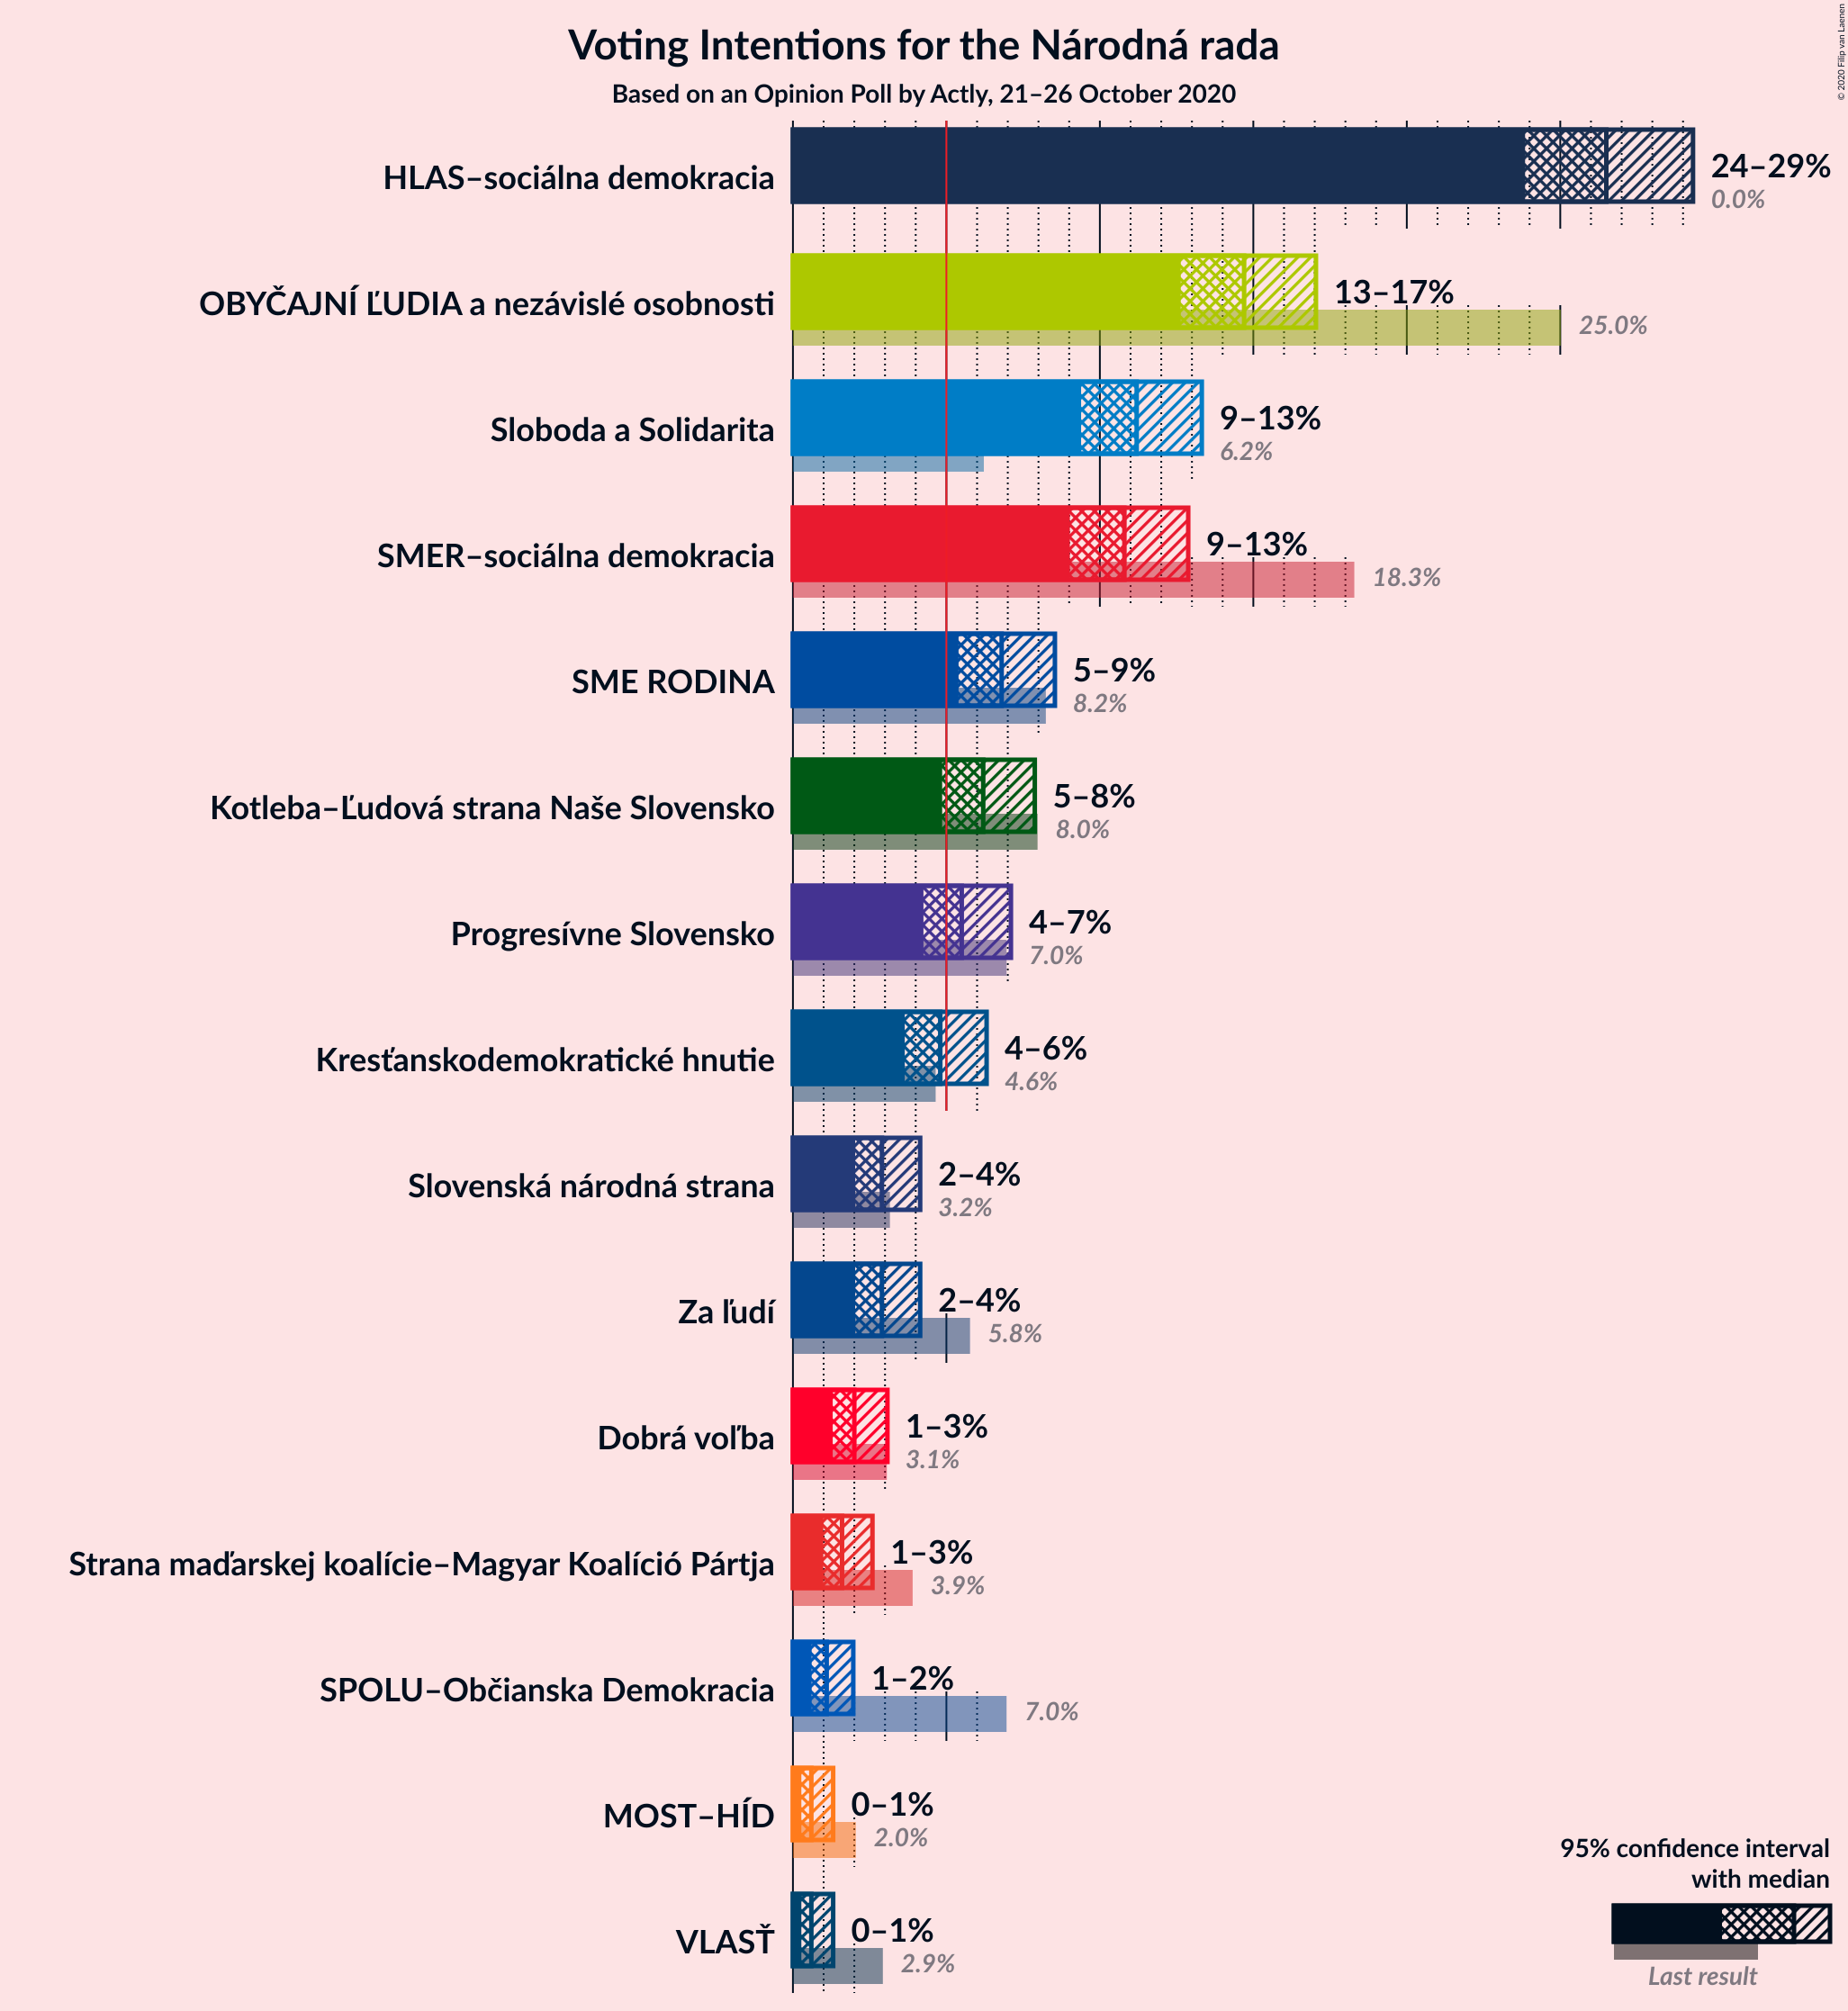 Voting Intentions for the Národná rada
Based on an Opinion Poll by Actly, 21–26 October 2020
© 2020 Filip van Laenen
HLAS–sociálna demokracia
24–29%
0.0%
OBYČAJNÍ ĽUDIA a nezávislé osobnosti
13–17%
25.0%
Sloboda a Solidarita
9–13%
6.2%
SMER–sociálna demokracia
9–13%
18.3%
SME RODINA
5–9%
8.2%
Kotleba–Ľudová strana Naše Slovensko
5–8%
8.0%
Progresívne Slovensko
4–7%
7.0%
Kresťanskodemokratické hnutie
4–6%
4.6%
Slovenská národná strana
2–4%
3.2%
Za ľudí
2–4%
5.8%
Dobrá voľba
1–3%
3.1%
Strana maďarskej koalície–Magyar Koalíció Pártja
1–3%
3.9%
SPOLU–Občianska Demokracia
1–2%
7.0%
MOST–HÍD
0–1%
2.0%
VLASŤ
0–1%
2.9%
95% confidence interval
with median
Last result